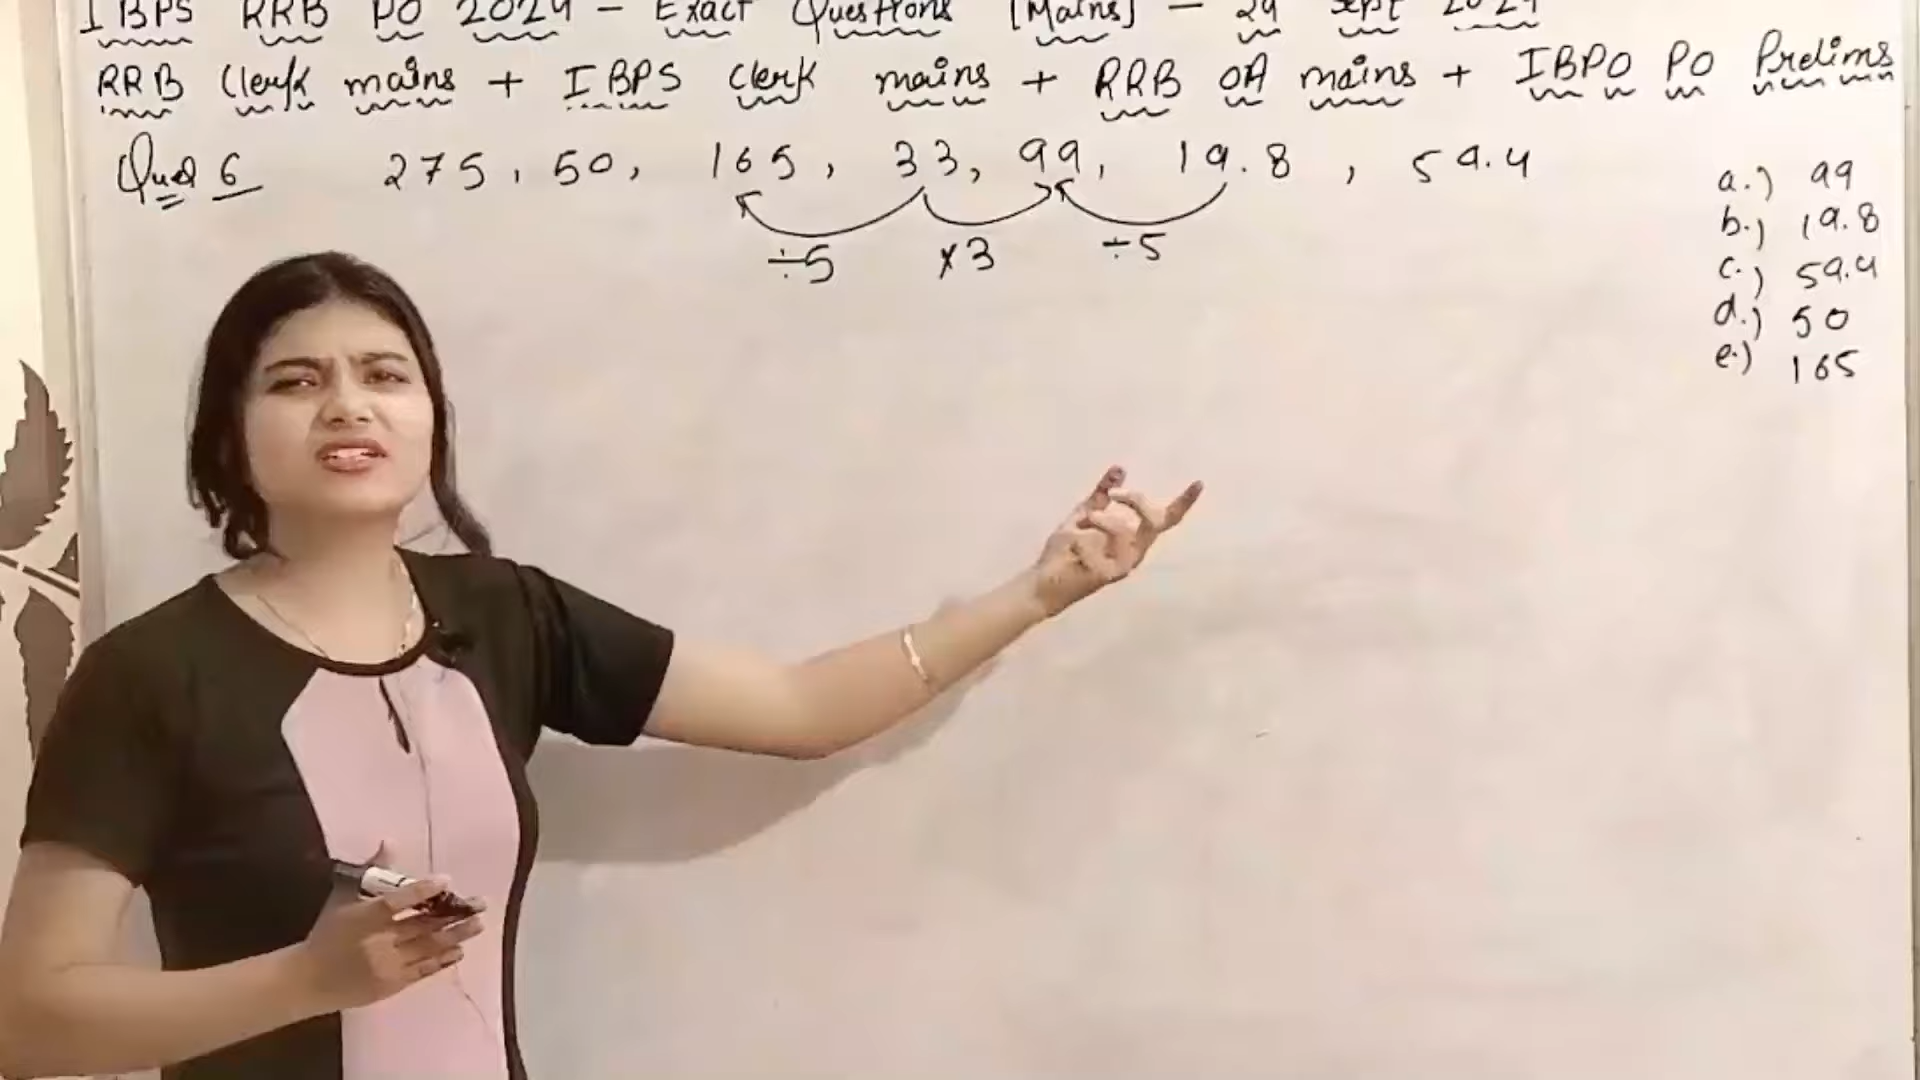 IBPS RRB PO 2024 - Exact Questions (Mains) - 29 Sept 2024
RRB Clerk mains + IBPS Clerk mains + RRB OA mains + IBPO PO Prelims
Ques 6 275, 50, 165, 33, 99, 19.8, 59.4
÷5 ×3 ÷5
a.) 99
b.) 19.8
c.) 59.4
d.) 50
e.) 165